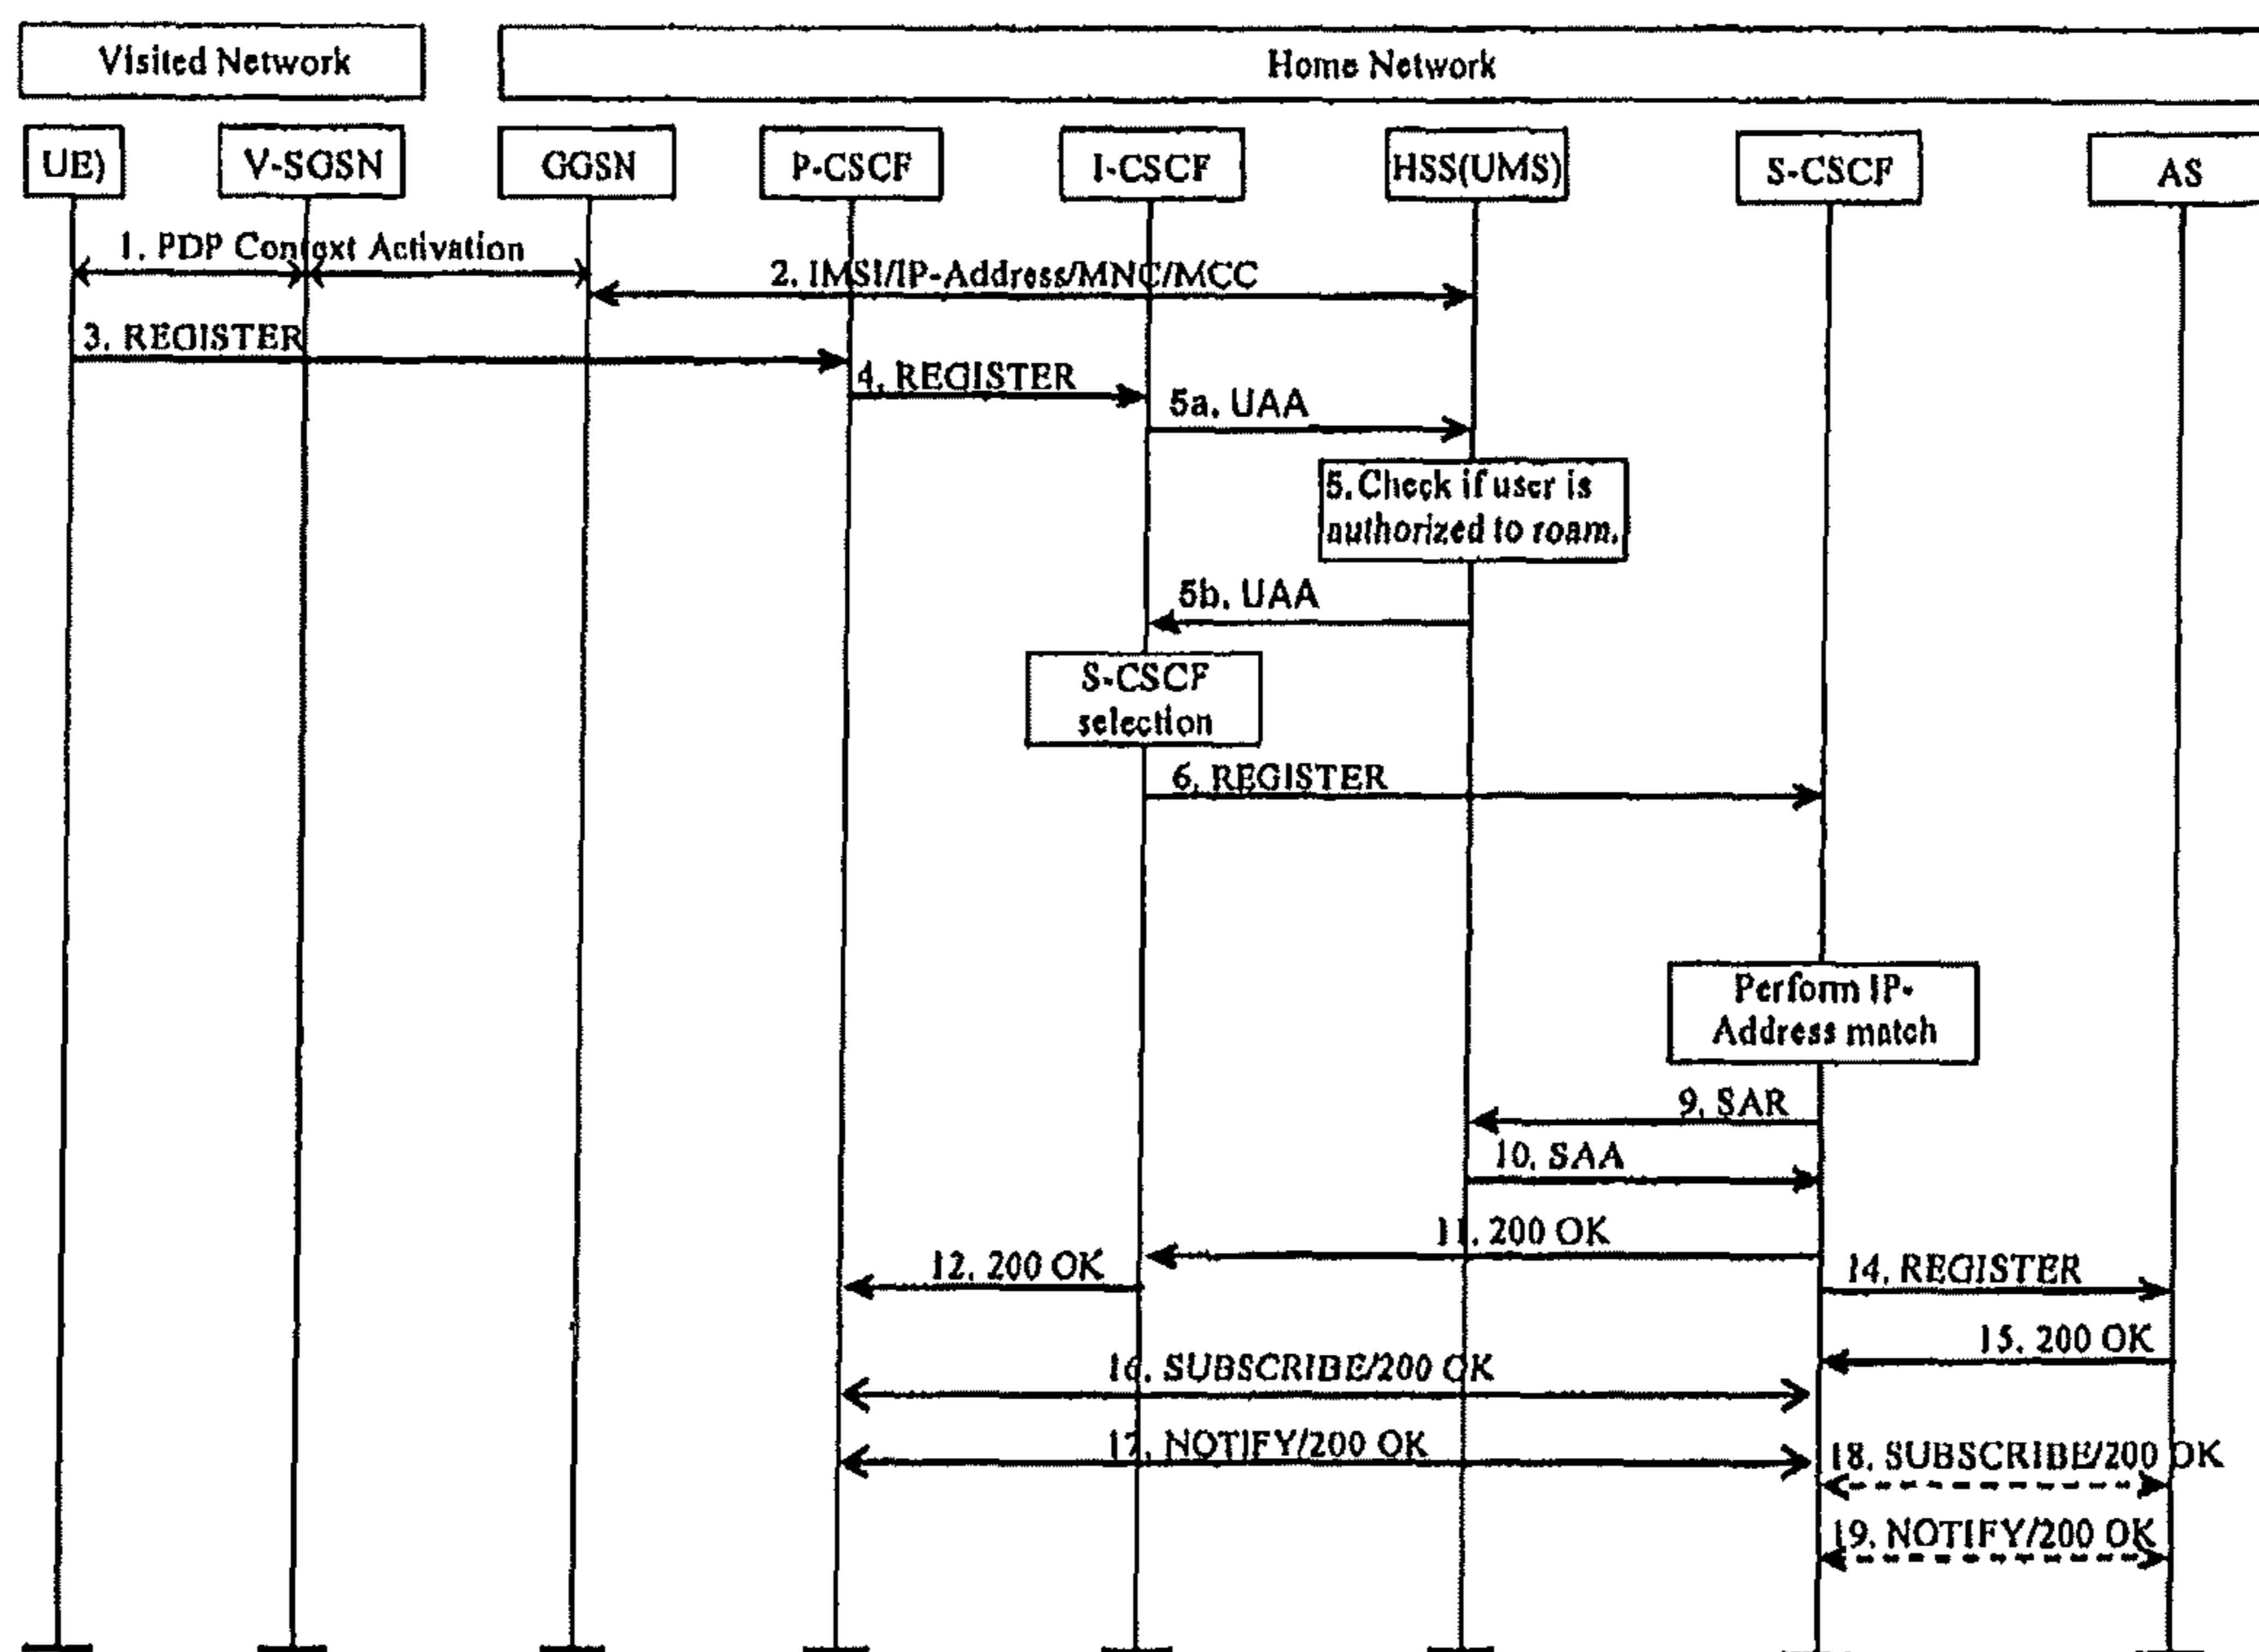 Visited Network
Home Network
UE)
V-SGSN
GGSN
P-CSCF
I-CSCF
HSS(UMS)
S-CSCF
AS
1. PDP Context Activation
2. IMSI/IP-Address/MNC/MCC
3. REGISTER
4. REGISTER
5a. UAA
5. Check if user is
authorized to roam.
5b. UAA
S-CSCF
selection
6. REGISTER
Perform IP-
Address match
9. SAR
10. SAA
11. 200 OK
12. 200 OK
14. REGISTER
15. 200 OK
16. SUBSCRIBE/200 OK
17. NOTIFY/200 OK
18. SUBSCRIBE/200 OK
19. NOTIFY/200 OK